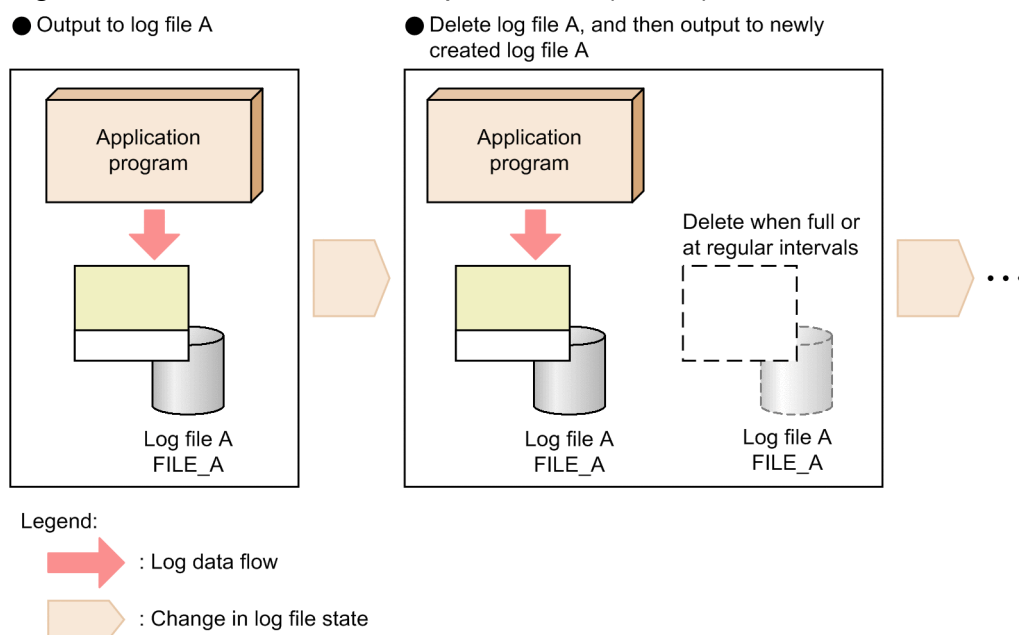 ● Output to log file A
● Delete log file A, and then output to newly
created log file A
Application
program
Log file A
FILE_A
Application
program
Delete when full or
at regular intervals
Log file A
FILE_A
Log file A
FILE_A
• • •
Legend:
: Log data flow
: Change in log file state